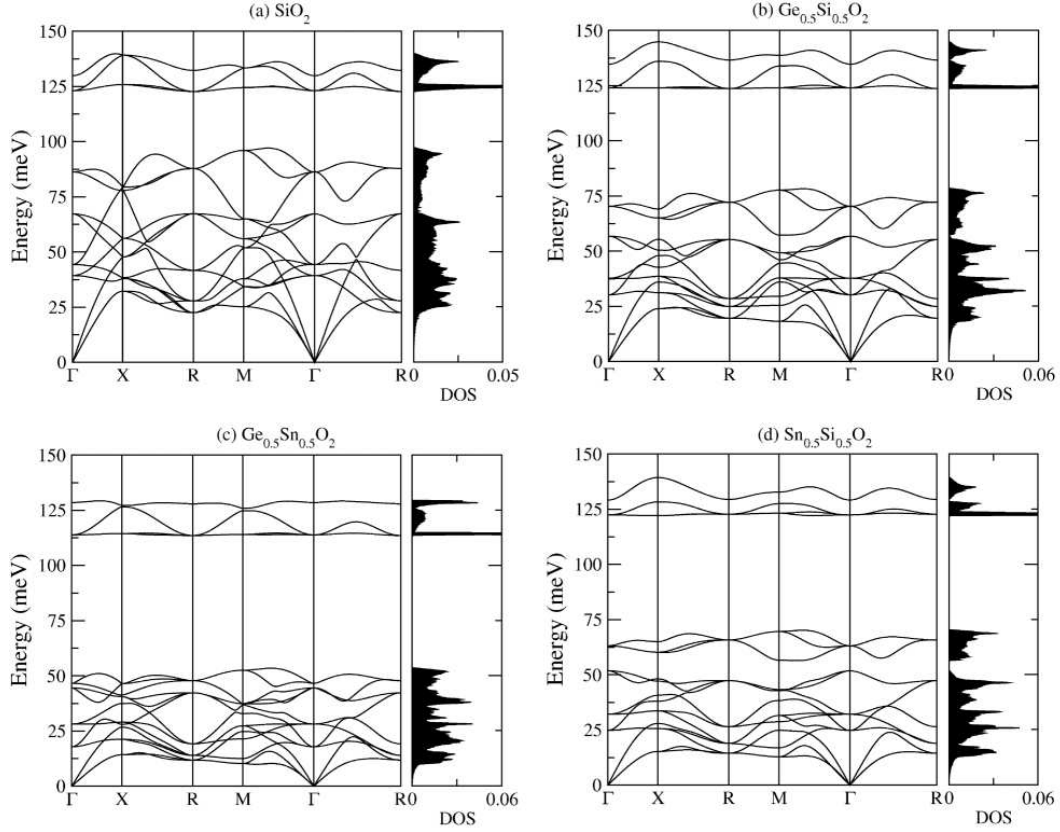 (a) SiO2
(b) Ge0.5Si0.5O2
150
125
100
75
50
25
0
Energy (meV)
Γ X R M Γ R
0 0.05
DOS
150
125
100
75
50
25
0
Energy (meV)
Γ X R M Γ R
0 0.06
DOS
(c) Ge0.5Sn0.5O2
(d) Sn0.5Si0.5O2
150
125
100
75
50
25
0
Energy (meV)
Γ X R M Γ R
0 0.06
DOS
150
125
100
75
50
25
0
Energy (meV)
Γ X R M Γ R
0 0.06
DOS